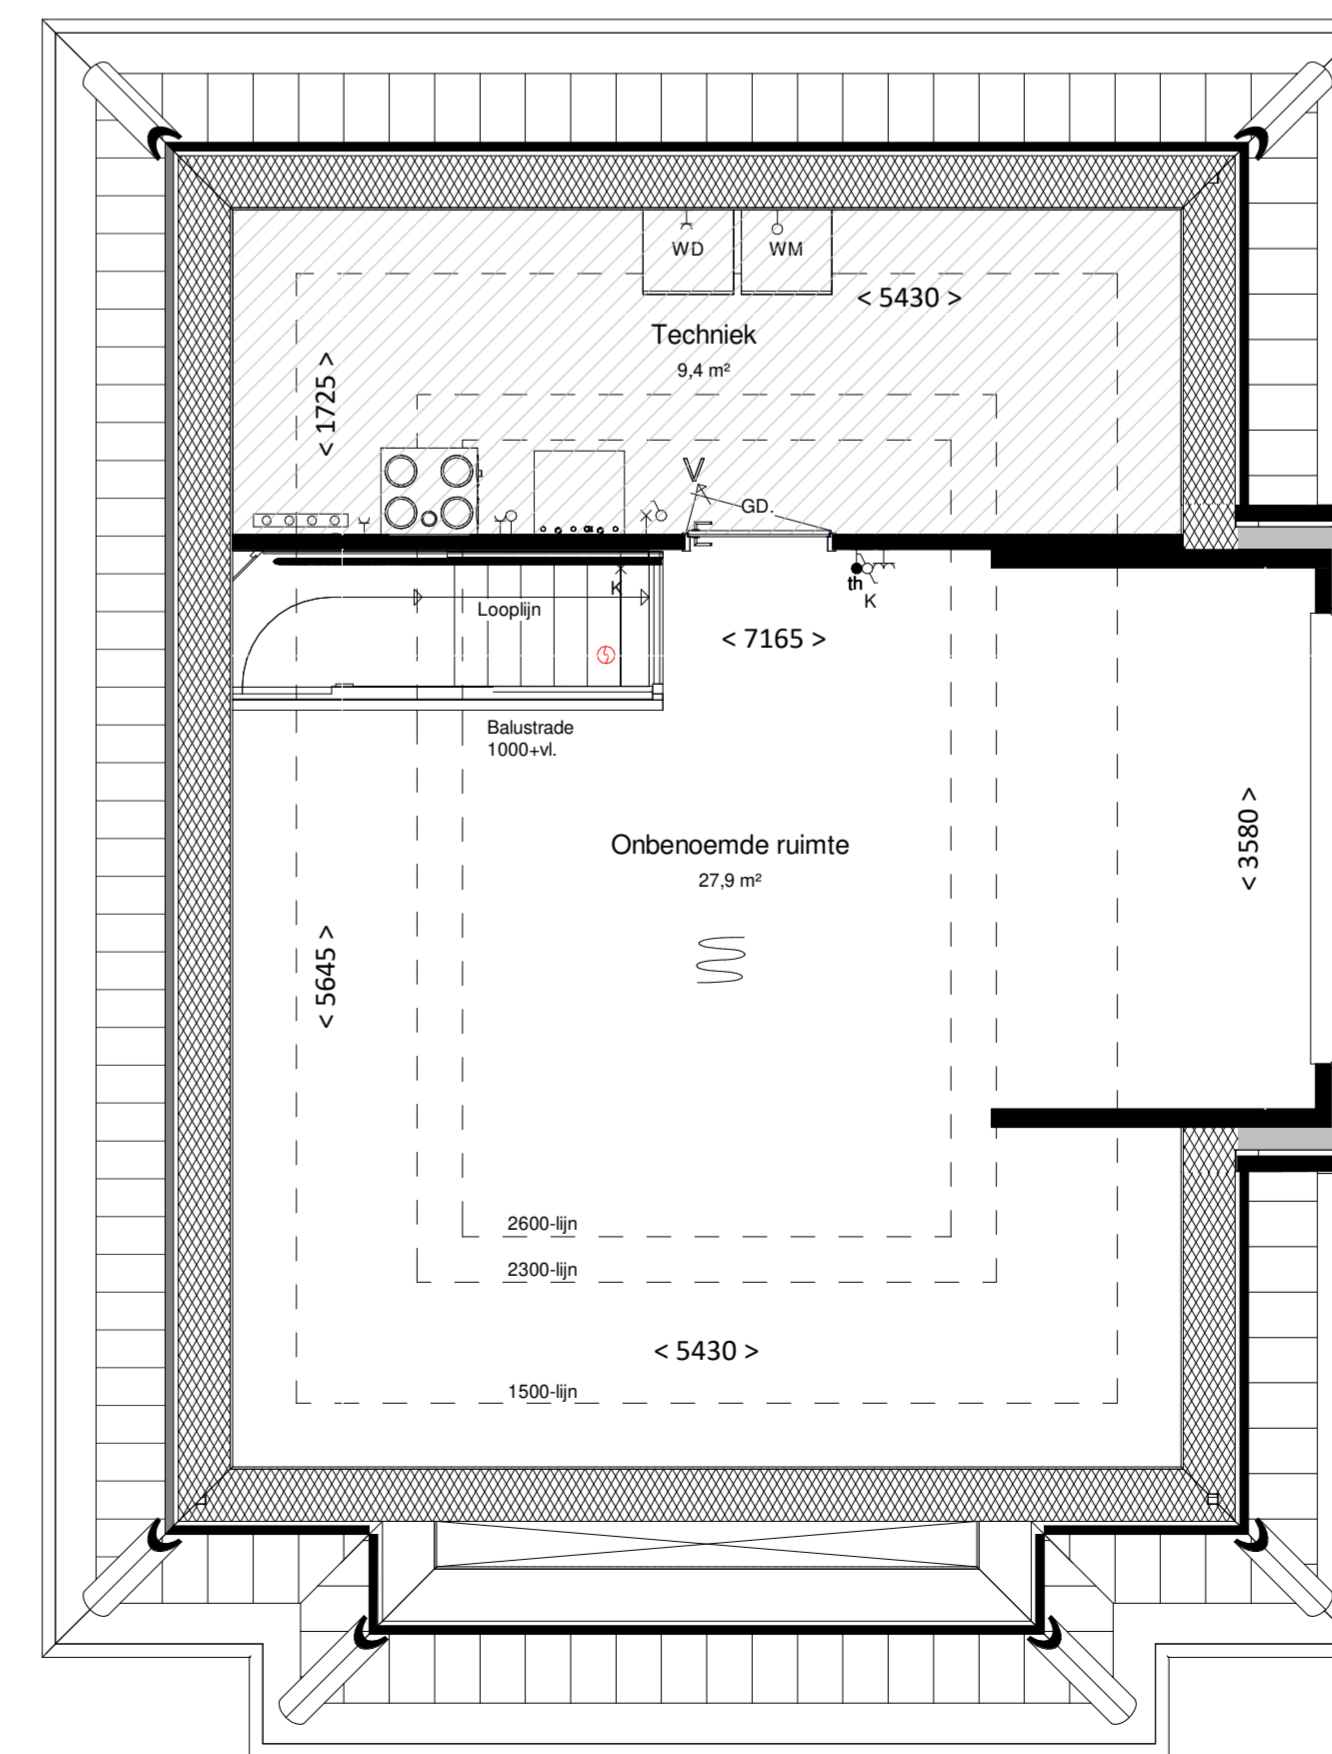 WD
WM
< 5430 >
Techniek
9,4 m²
< 1725 >
V
GD.
K
th
K
Looplijn
< 7165 >
Balustrade
1000+vl.
Onbenoemde ruimte
27,9 m²
< 3580 >
< 5645 >
2600-lijn
2300-lijn
< 5430 >
1500-lijn